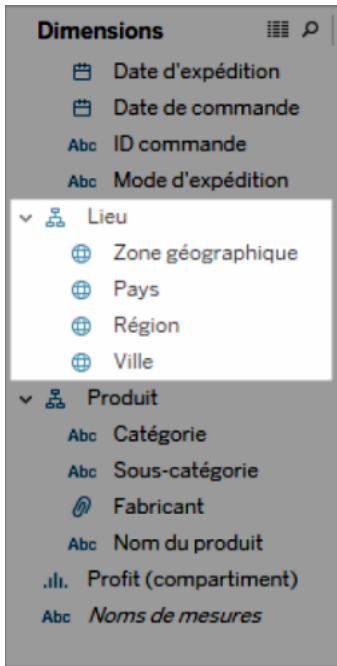 Dimensions
Date d'expédition
Date de commande
Abc ID commande
Abc Mode d'expédition
Lieu
Zone géographique
Pays
Région
Ville
Produit
Abc Catégorie
Abc Sous-catégorie
Fabricant
Abc Nom du produit
Profit (compartiment)
Abc Noms de mesures